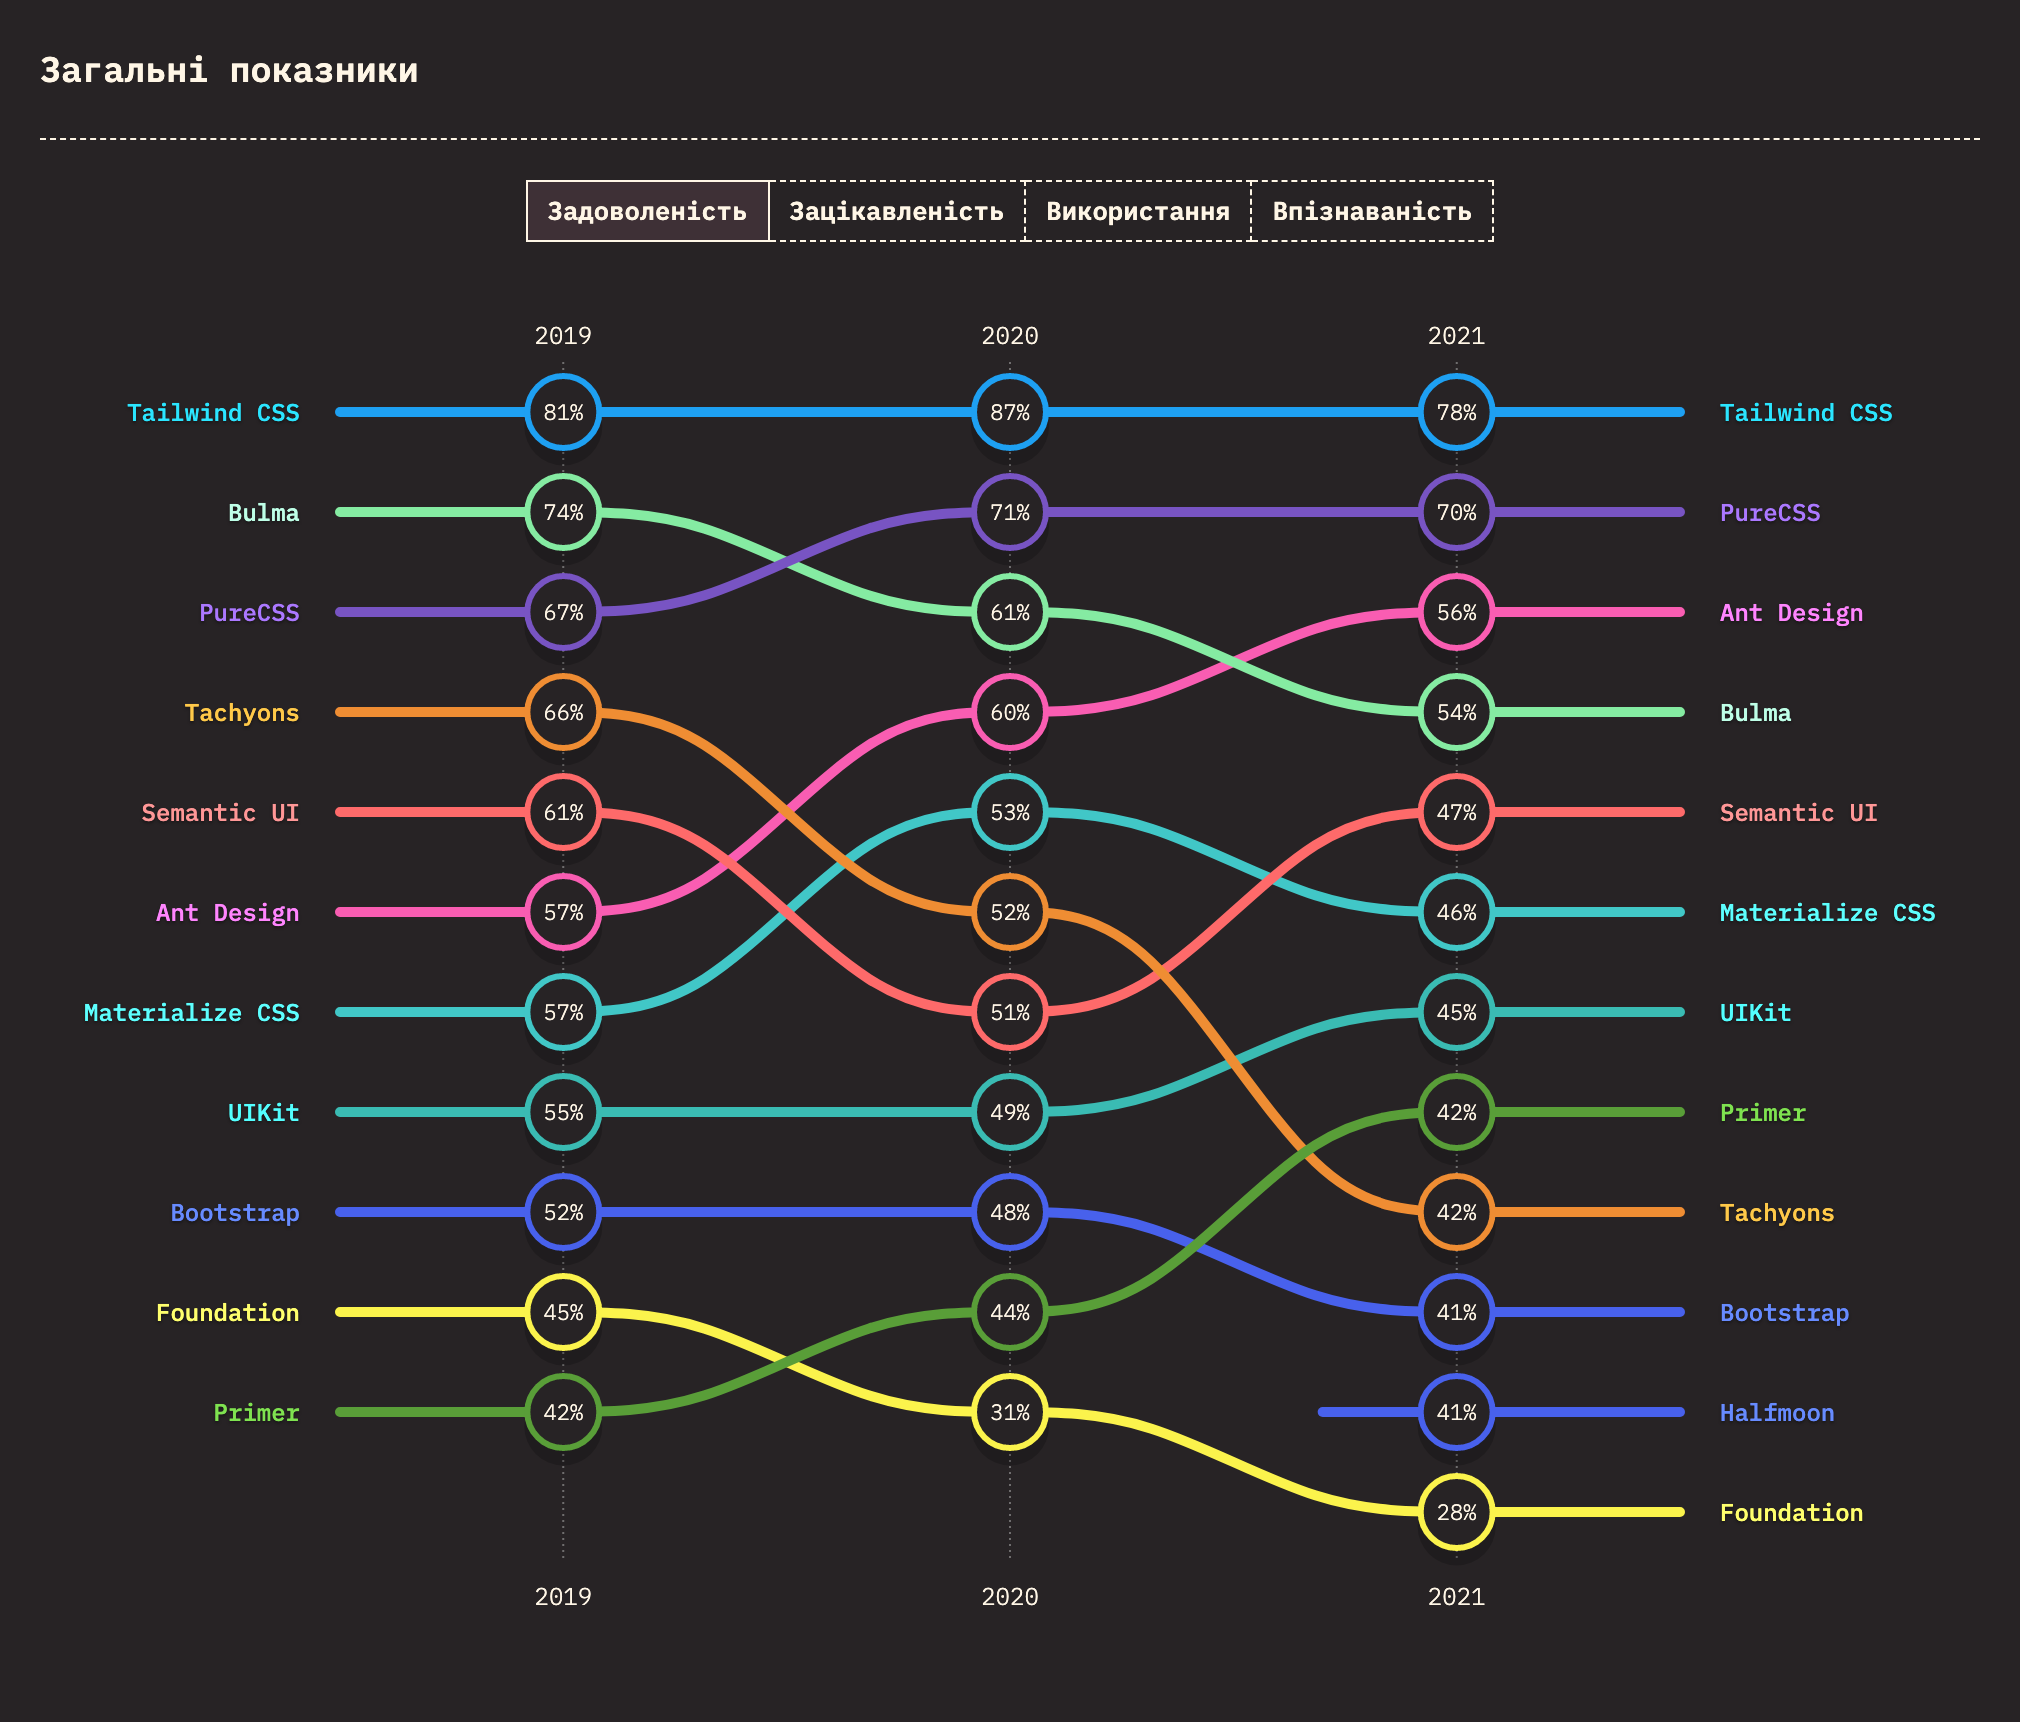 Загальні показники
Задоволеність Зацікавленість Використання Впізнаваність
2019 2020 2021
Tailwind CSS 81% 87% 78% Tailwind CSS
Bulma 74% 71% 70% PureCSS
PureCSS 67% 61% 56% Ant Design
Tachyons 66% 60% 54% Bulma
Semantic UI 61% 53% 47% Semantic UI
Ant Design 57% 52% 46% Materialize CSS
Materialize CSS 57% 51% 45% UIKit
UIKit 55% 49% 42% Primer
Bootstrap 52% 48% 42% Tachyons
Foundation 45% 44% 41% Bootstrap
Primer 42% 31% 41% Halfmoon
28% Foundation
2019 2020 2021